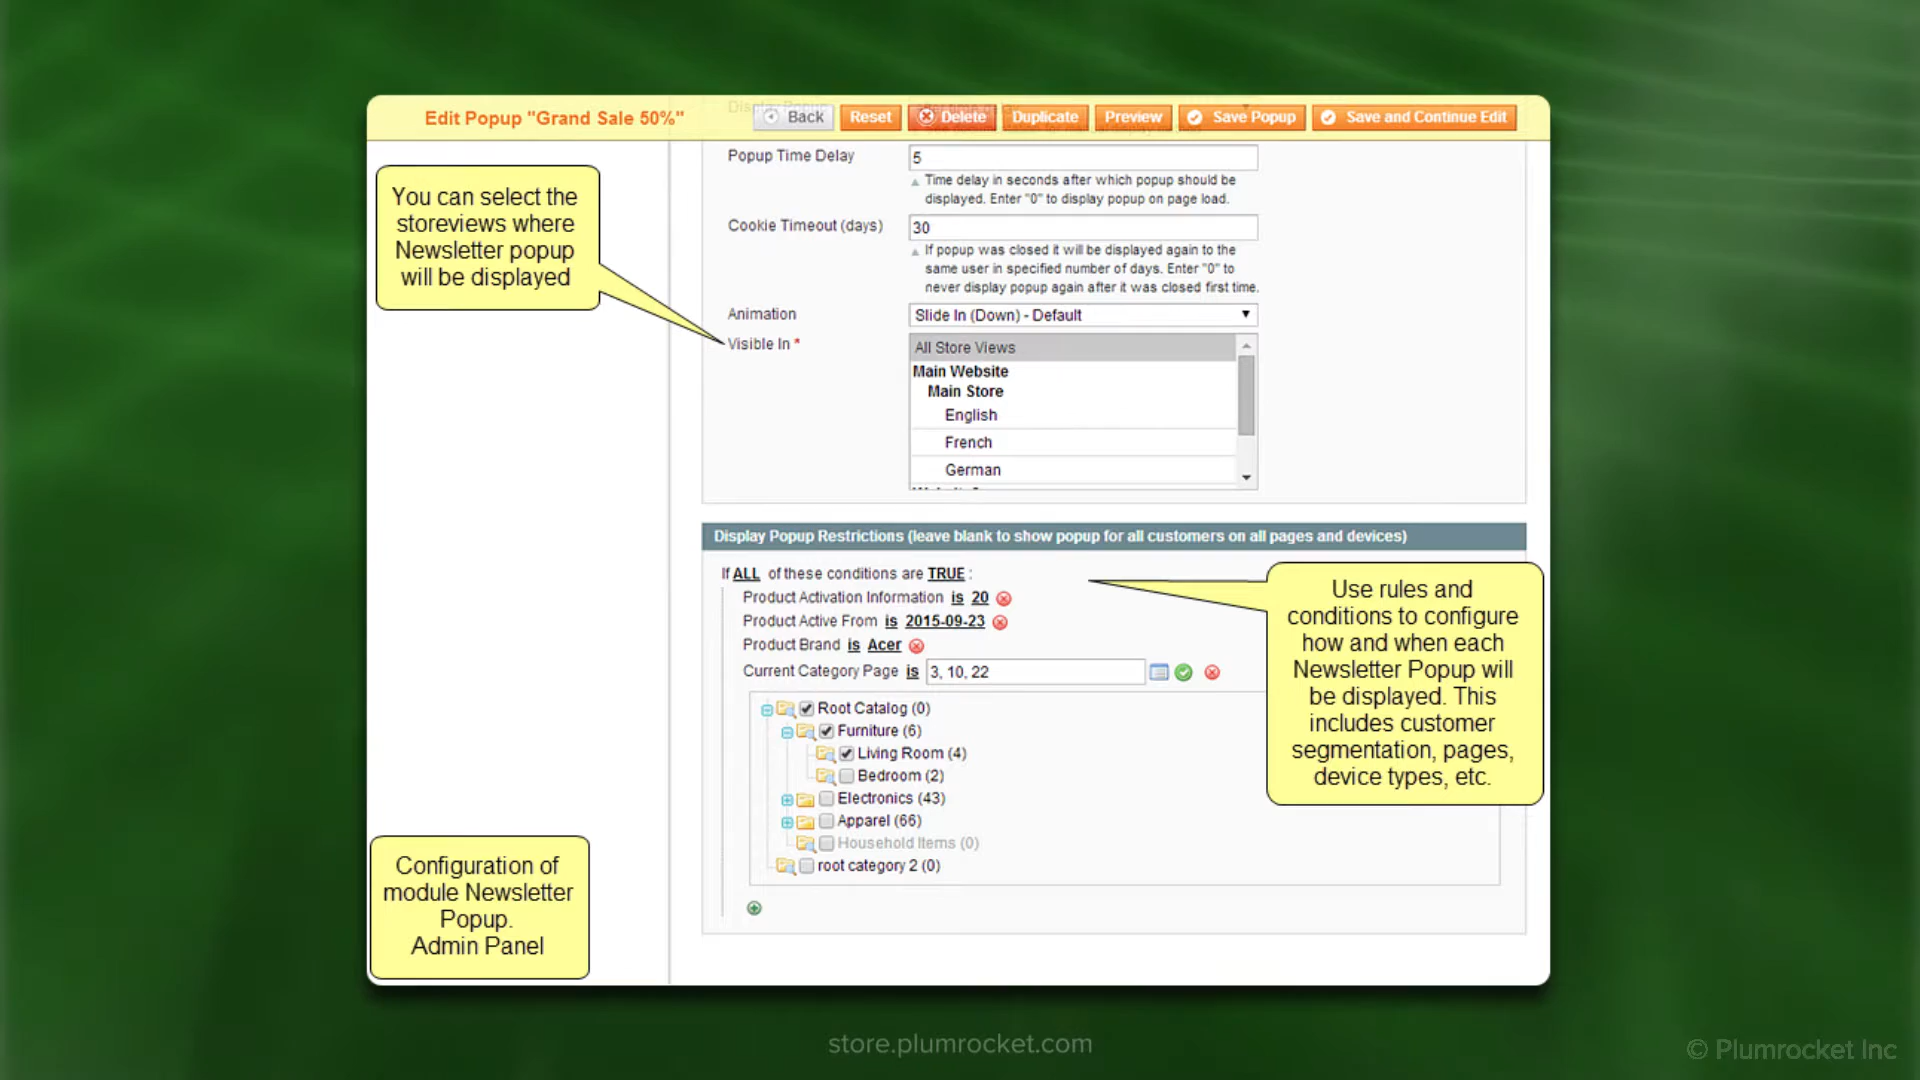 Edit Popup "Grand Sale 50%"
Back
Reset
Delete
Duplicate
Preview
Save Popup
Save and Continue Edit
Popup Time Delay
5
Time delay in seconds after which popup should be
displayed. Enter "0" to display popup on page load.
Cookie Timeout (days)
30
If popup was closed it will be displayed again to the
same user in specified number of days. Enter "0" to
never display popup again after it was closed first time.
Animation
Slide In (Down) - Default
Visible In *
All Store Views
Main Website
Main Store
English
French
German
You can select the
storeviews where
Newsletter popup
will be displayed
Display Popup Restrictions (leave blank to show popup for all customers on all pages and devices)
If ALL of these conditions are TRUE :
Product Activation Information is 20
Product Active From is 2015-09-23
Product Brand is Acer
Current Category Page is 3, 10, 22
Root Catalog (0)
Furniture (6)
Living Room (4)
Bedroom (2)
Electronics (43)
Apparel (66)
Household Items (0)
root category 2 (0)
Use rules and
conditions to configure
how and when each
Newsletter Popup will
be displayed. This
includes customer
segmentation, pages,
device types, etc.
Configuration of
module Newsletter
Popup.
Admin Panel
store.plumrocket.com
© Plumrocket Inc